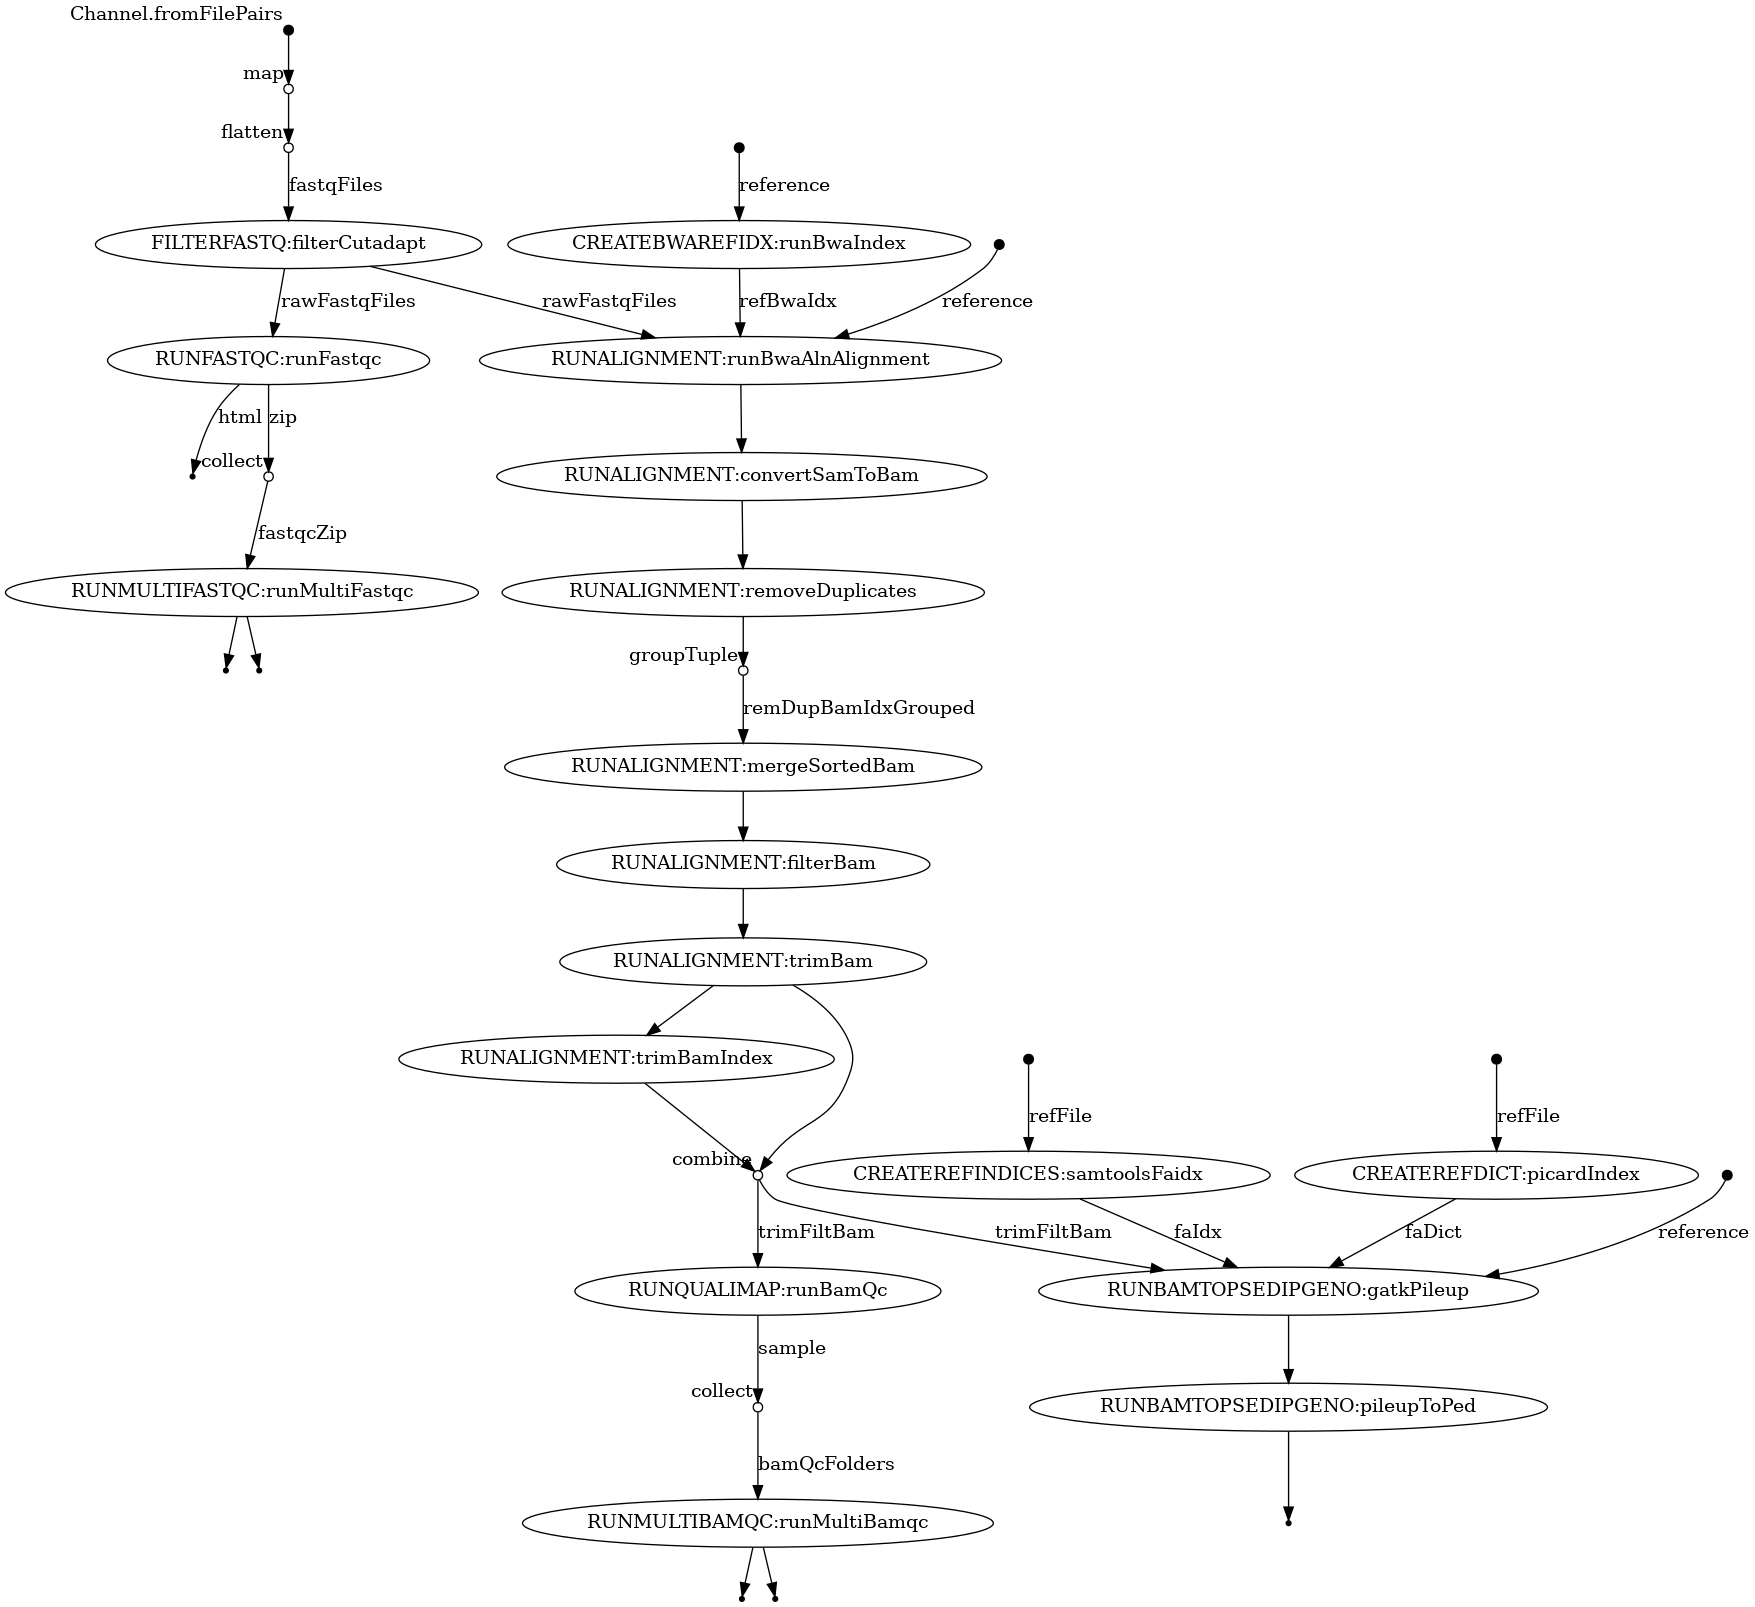 Channel.fromFilePairs
map
flatten
fastqFiles
reference
FILTERFASTQ:filterCutadapt
CREATEBWAREFIDX:runBwaIndex
rawFastqFiles
rawFastqFiles
refBwaIdx
reference
RUNFASTQC:runFastqc
RUNALIGNMENT:runBwaAlnAlignment
html
zip
collect
RUNALIGNMENT:convertSamToBam
fastqcZip
RUNMULTIFASTQC:runMultiFastqc
RUNALIGNMENT:removeDuplicates
groupTuple
remDupBamIdxGrouped
RUNALIGNMENT:mergeSortedBam
RUNALIGNMENT:filterBam
RUNALIGNMENT:trimBam
RUNALIGNMENT:trimBamIndex
refFile
refFile
combine
CREATEREFINDICES:samtoolsFaidx
CREATEREFDICT:picardIndex
trimFiltBam
trimFiltBam
faIdx
faDict
reference
RUNQUALIMAP:runBamQc
RUNBAMTOPSEDIPGENO:gatkPileup
sample
collect
RUNBAMTOPSEDIPGENO:pileupToPed
bamQcFolders
RUNMULTIBAMQC:runMultiBamqc